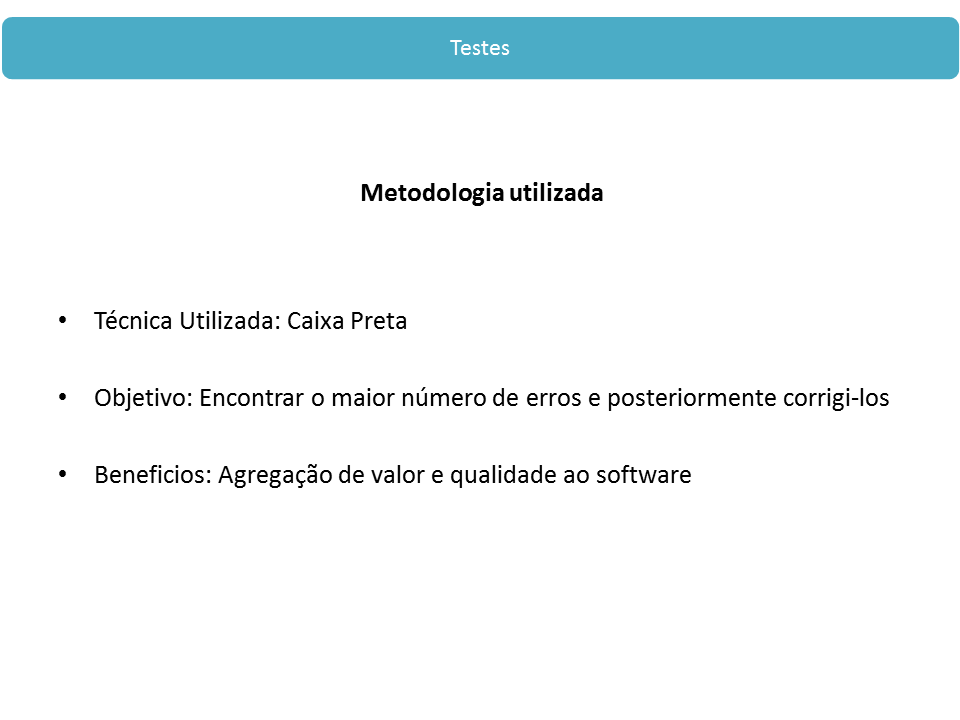 Testes
Metodologia utilizada
• Técnica Utilizada: Caixa Preta
• Objetivo: Encontrar o maior número de erros e posteriormente corrigi-los
• Beneficios: Agregação de valor e qualidade ao software